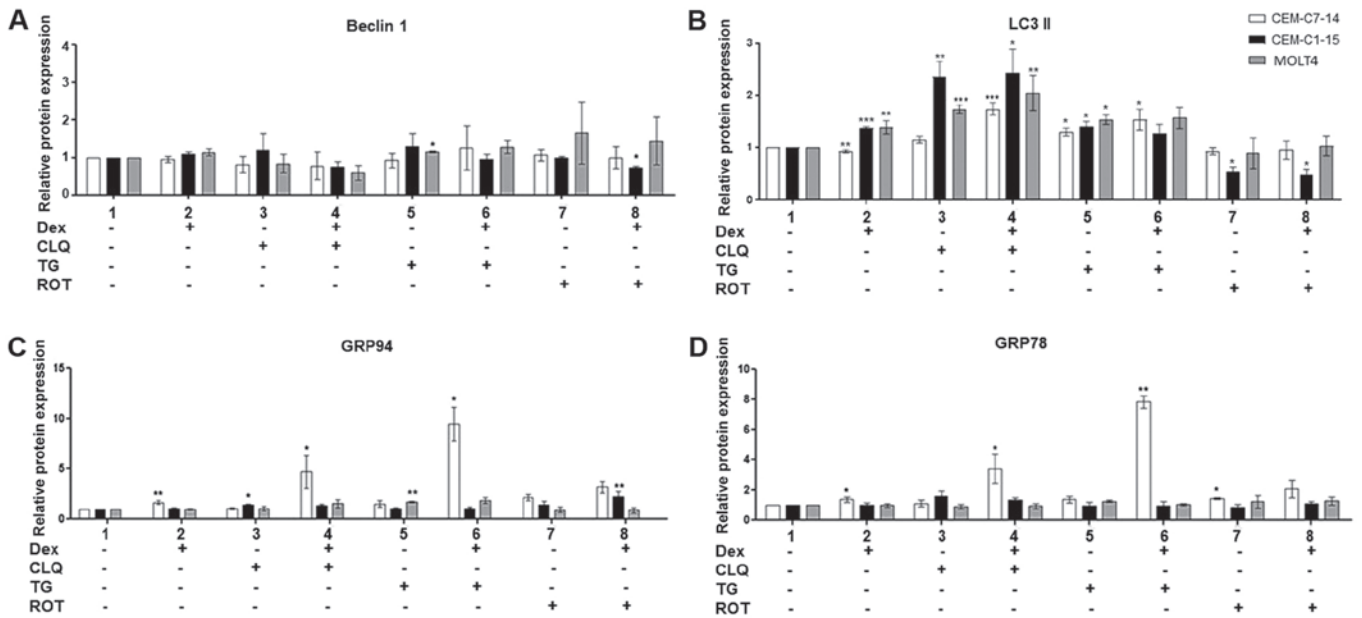 A
Beclin 1
Relative protein expression
4
3
2
1
0
* *
1 2 3 4 5 6 7 8
Dex - + - + - + - +
CLQ - - + + - - - -
TG - - - - + + - -
ROT - - - - - - + +
B
LC3 II
CEM-C7-14
CEM-C1-15
MOLT4
Relative protein expression
3
2
1
0
** *** ** ** *** *** * ** * * * * * *
1 2 3 4 5 6 7 8
Dex - + - + - + - +
CLQ - - + + - - - -
TG - - - - + + - -
ROT - - - - - - + +
C
GRP94
Relative protein expression
15
10
5
0
** * * ** * **
1 2 3 4 5 6 7 8
Dex - + - + - + - +
CLQ - - + + - - - -
TG - - - - + + - -
ROT - - - - - - + +
D
GRP78
Relative protein expression
10
8
6
4
2
0
* * ** *
1 2 3 4 5 6 7 8
Dex - + - + - + - +
CLQ - - + + - - - -
TG - - - - + + - -
ROT - - - - - - + +